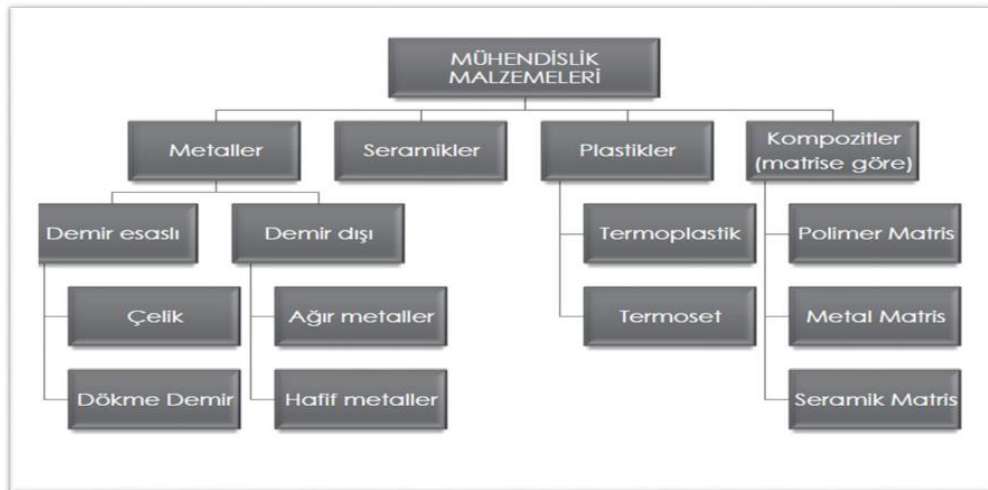 MÜHENDİSLİK
MALZEMELERİ
Metaller
Seramikler
Plastikler
Kompozitler
(matrise göre)
Demir esaslı
Demir dışı
Termoplastik
Polimer Matris
Çelik
Ağır metaller
Termoset
Metal Matris
Dökme Demir
Hafif metaller
Seramik Matris